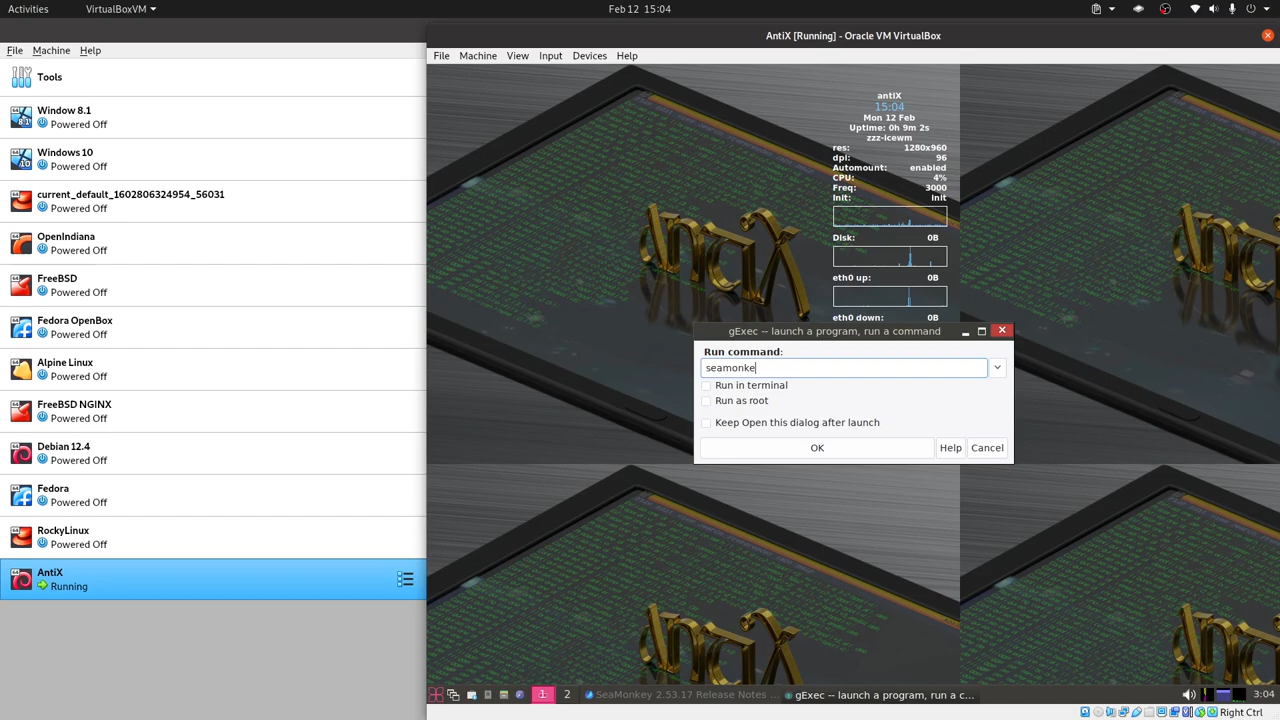 Activities VirtualBoxVM Feb 12 15:04
File Machine Help
Tools
Window 8.1
Powered Off
Windows 10
Powered Off
current_default_1602806324954_56031
Powered Off
OpenIndiana
Powered Off
FreeBSD
Powered Off
Fedora OpenBox
Powered Off
Alpine Linux
Powered Off
FreeBSD NGINX
Powered Off
Debian 12.4
Powered Off
Fedora
Powered Off
RockyLinux
Powered Off
AntiX
Running
AntiX [Running] - Oracle VM VirtualBox
File Machine View Input Devices Help
antiX
15:04
Mon 12 Feb
Uptime: 0h 9m 2s
zzz-icewm
res: 1280x960
dpi: 96
Automount: enabled
CPU: 4%
Freq: 3000
Init: init
Disk: 0B
eth0 up: 0B
eth0 down: 0B
antiX
gExec -- launch a program, run a command
Run command:
seamonke
Run in terminal
Run as root
Keep Open this dialog after launch
OK Help Cancel
antiX
1 2 SeaMonkey 2.53.17 Release Notes ... gExec -- launch a program, run a c... 3:04
Right Ctrl